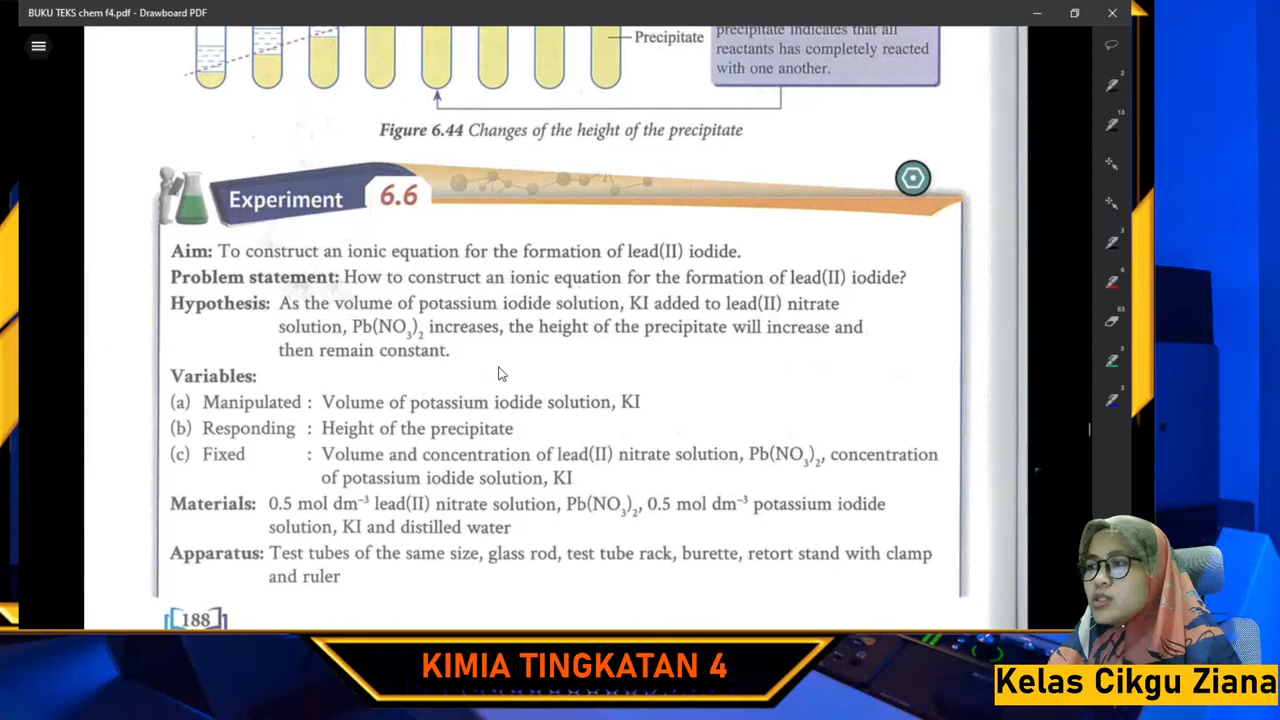 BUKU TEKS chem f4.pdf - Drawboard PDF
precipitate indicates that all
reactants has completely reacted
with one another.
Precipitate
Figure 6.44 Changes of the height of the precipitate
Experiment 6.6
Aim: To construct an ionic equation for the formation of lead(II) iodide.
Problem statement: How to construct an ionic equation for the formation of lead(II) iodide?
Hypothesis: As the volume of potassium iodide solution, KI added to lead(II) nitrate
solution, Pb(NO₃)₂ increases, the height of the precipitate will increase and
then remain constant.
Variables:
(a) Manipulated : Volume of potassium iodide solution, KI
(b) Responding : Height of the precipitate
(c) Fixed : Volume and concentration of lead(II) nitrate solution, Pb(NO₃)₂, concentration
of potassium iodide solution, KI
Materials: 0.5 mol dm⁻³ lead(II) nitrate solution, Pb(NO₃)₂, 0.5 mol dm⁻³ potassium iodide
solution, KI and distilled water
Apparatus: Test tubes of the same size, glass rod, test tube rack, burette, retort stand with clamp
and ruler
188
2
13
3
6
63
5
3
KIMIA TINGKATAN 4
Kelas Cikgu Ziana